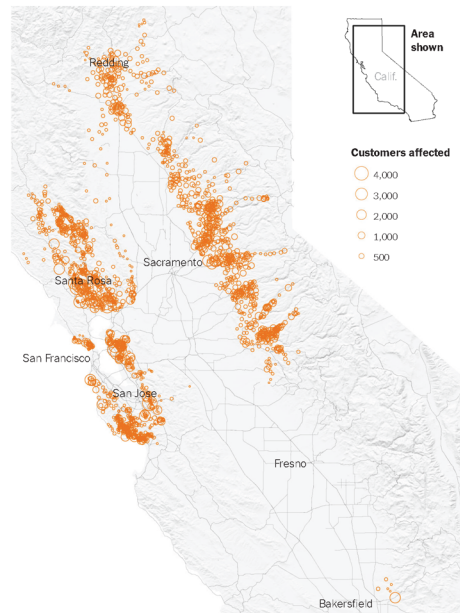 Redding
Area
shown
Calif.
Customers affected
4,000
3,000
2,000
1,000
500
Sacramento
Santa Rosa
San Francisco
San Jose
Fresno
Bakersfield